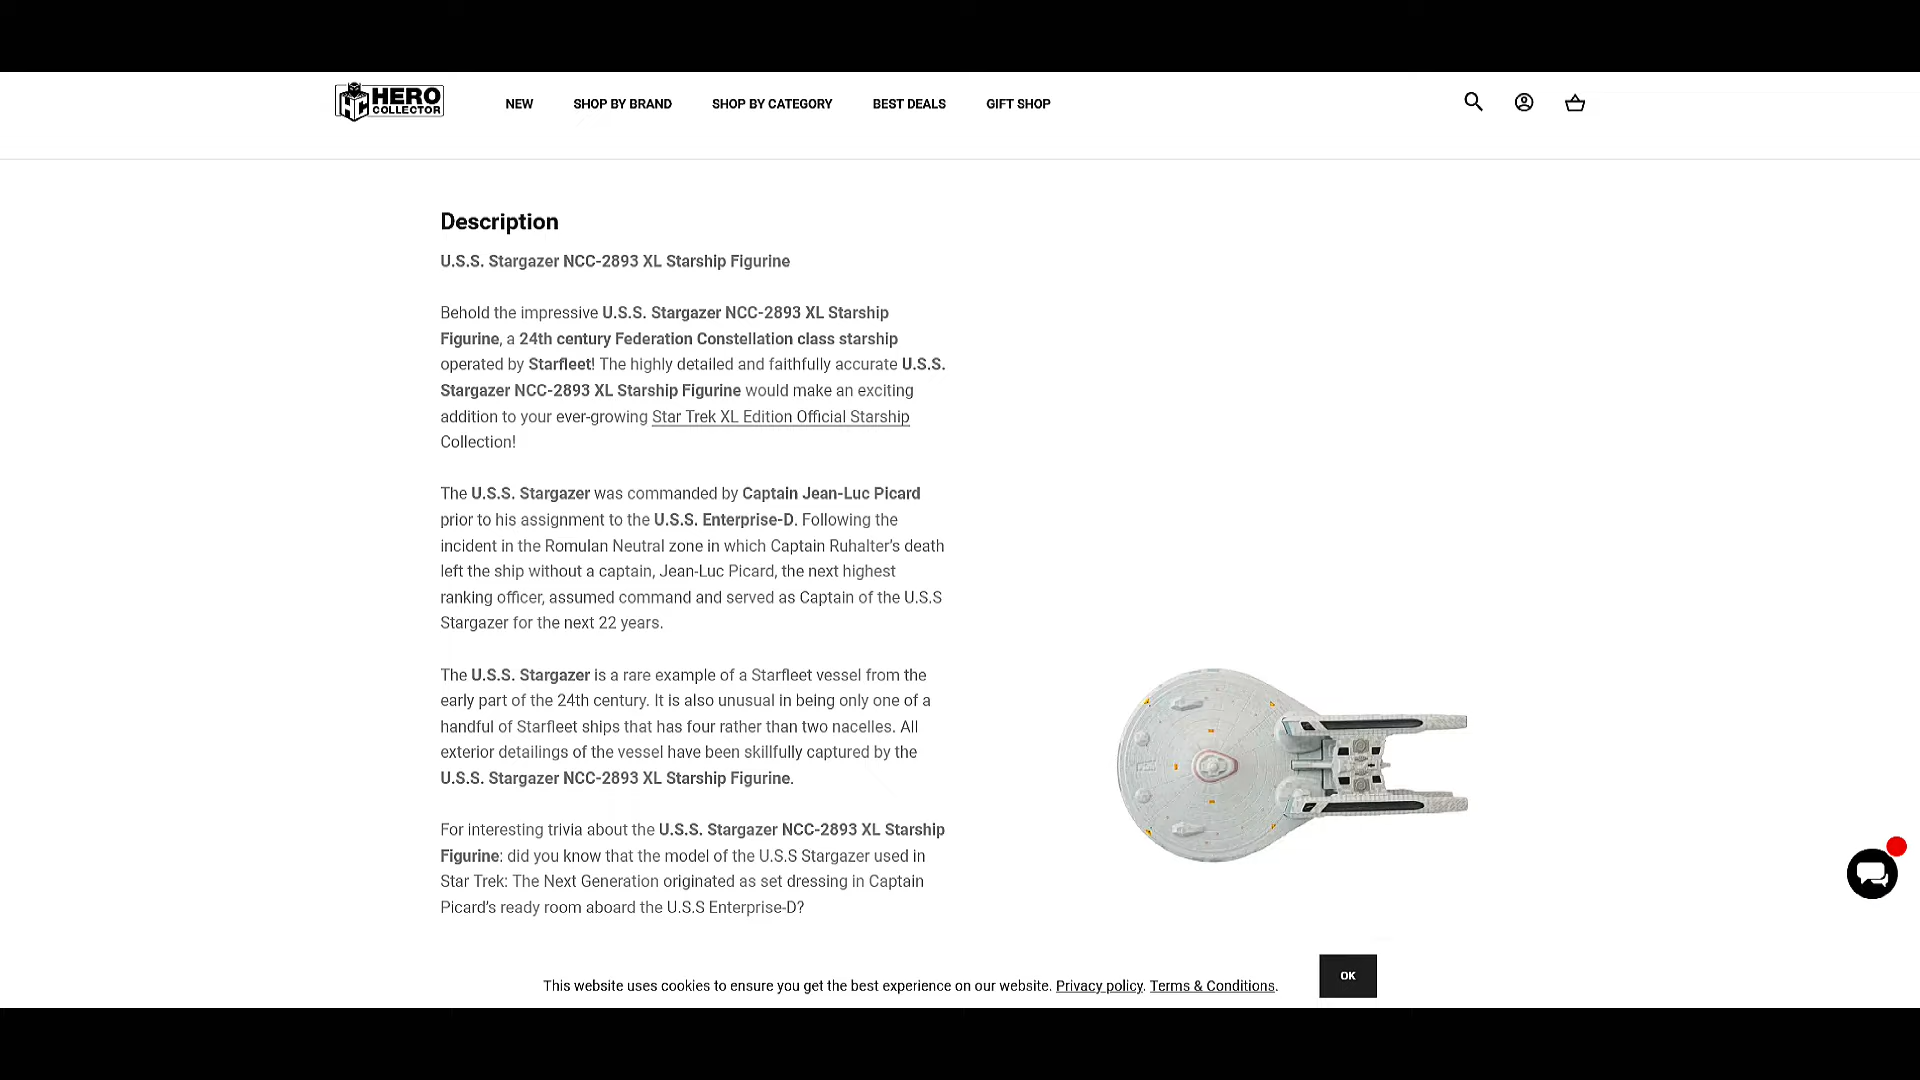 HERO
COLLECTOR
NEW SHOP BY BRAND SHOP BY CATEGORY BEST DEALS GIFT SHOP
Description
U.S.S. Stargazer NCC-2893 XL Starship Figurine
Behold the impressive U.S.S. Stargazer NCC-2893 XL Starship
Figurine, a 24th century Federation Constellation class starship
operated by Starfleet! The highly detailed and faithfully accurate U.S.S.
Stargazer NCC-2893 XL Starship Figurine would make an exciting
addition to your ever-growing Star Trek XL Edition Official Starship
Collection!
The U.S.S. Stargazer was commanded by Captain Jean-Luc Picard
prior to his assignment to the U.S.S. Enterprise-D. Following the
incident in the Romulan Neutral zone in which Captain Ruhalter's death
left the ship without a captain, Jean-Luc Picard, the next highest
ranking officer, assumed command and served as Captain of the U.S.S
Stargazer for the next 22 years.
The U.S.S. Stargazer is a rare example of a Starfleet vessel from the
early part of the 24th century. It is also unusual in being only one of a
handful of Starfleet ships that has four rather than two nacelles. All
exterior detailings of the vessel have been skillfully captured by the
U.S.S. Stargazer NCC-2893 XL Starship Figurine.
For interesting trivia about the U.S.S. Stargazer NCC-2893 XL Starship
Figurine: did you know that the model of the U.S.S Stargazer used in
Star Trek: The Next Generation originated as set dressing in Captain
Picard's ready room aboard the U.S.S Enterprise-D?
This website uses cookies to ensure you get the best experience on our website. Privacy policy. Terms & Conditions.
OK